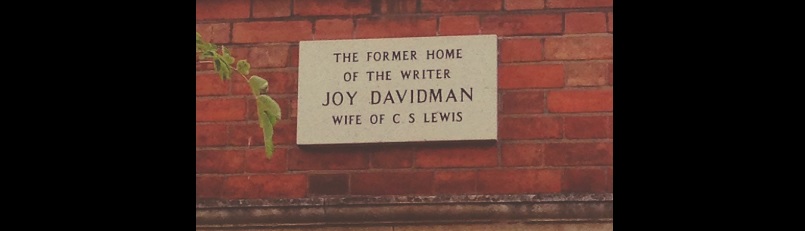 THE FORMER HOME
OF THE WRITER
JOY DAVIDMAN
WIFE OF C S LEWIS